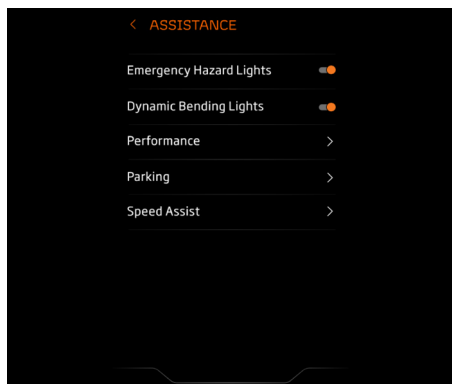 ASSISTANCE
Emergency Hazard Lights
Dynamic Bending Lights
Performance
Parking
Speed Assist